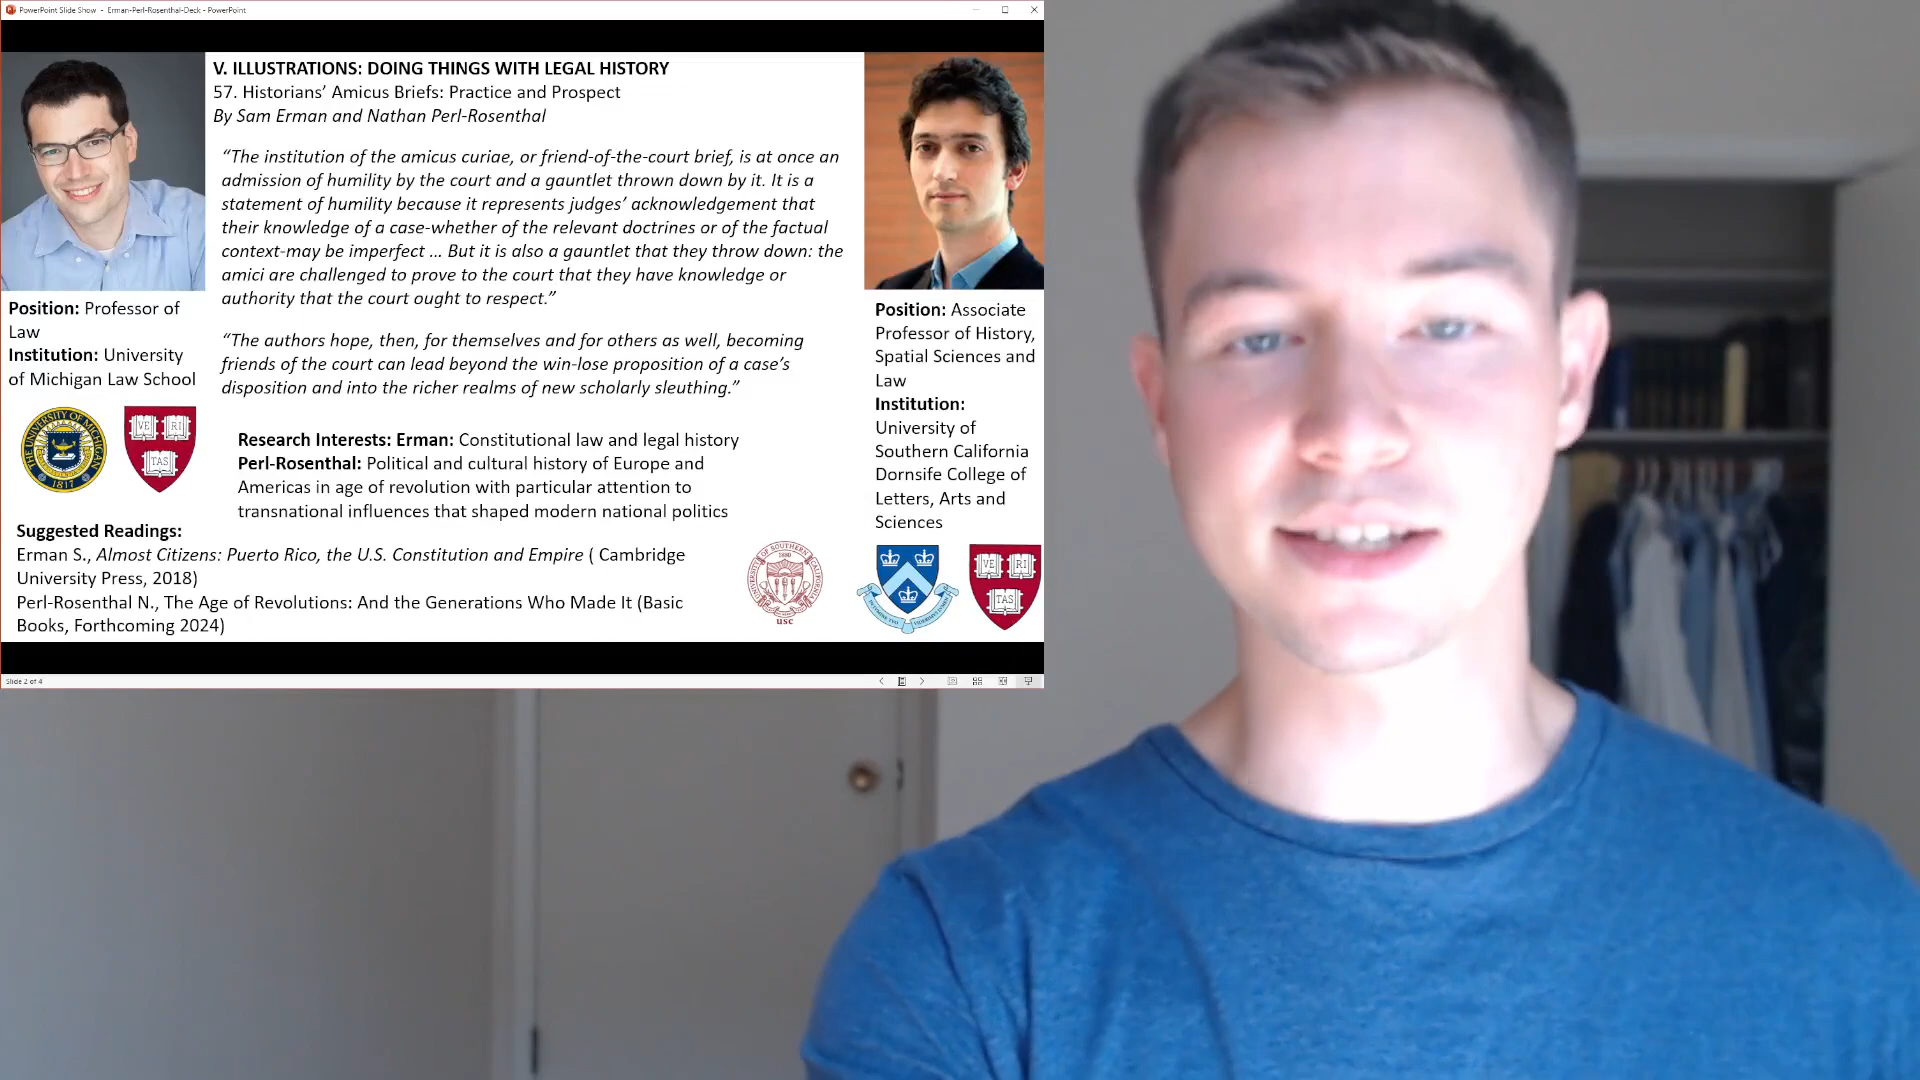 PowerPoint Slide Show - Erman-Perl-Rosenthal-Deck - PowerPoint
V. ILLUSTRATIONS: DOING THINGS WITH LEGAL HISTORY
57. Historians’ Amicus Briefs: Practice and Prospect
By Sam Erman and Nathan Perl-Rosenthal
“The institution of the amicus curiae, or friend-of-the-court brief, is at once an
admission of humility by the court and a gauntlet thrown down by it. It is a
statement of humility because it represents judges’ acknowledgement that
their knowledge of a case-whether of the relevant doctrines or of the factual
context-may be imperfect ... But it is also a gauntlet that they throw down: the
amici are challenged to prove to the court that they have knowledge or
authority that the court ought to respect.”
“The authors hope, then, for themselves and for others as well, becoming
friends of the court can lead beyond the win-lose proposition of a case’s
disposition and into the richer realms of new scholarly sleuthing.”
Position: Professor of
Law
Institution: University
of Michigan Law School
THE UNIVERSITY OF MICHIGAN
1817
VE RI
TAS
Research Interests: Erman: Constitutional law and legal history
Perl-Rosenthal: Political and cultural history of Europe and
Americas in age of revolution with particular attention to
transnational influences that shaped modern national politics
Position: Associate
Professor of History,
Spatial Sciences and
Law
Institution:
University of
Southern California
Dornsife College of
Letters, Arts and
Sciences
Suggested Readings:
Erman S., Almost Citizens: Puerto Rico, the U.S. Constitution and Empire ( Cambridge
University Press, 2018)
Perl-Rosenthal N., The Age of Revolutions: And the Generations Who Made It (Basic
Books, Forthcoming 2024)
UNIVERSITY OF SOUTHERN CALIFORNIA
1880
USC
VE RI
TAS
Slide 2 of 4